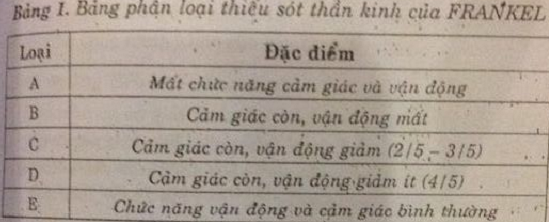 Bảng I. Bảng phân loại thiếu sót thần kinh của FRANKEL
Loại Đặc điểm
A Mất chức năng cảm giác và vận động
B Cảm giác còn, vận động mất
C Cảm giác còn, vận động giảm (2/5 - 3/5)
D Cảm giác còn, vận động giảm ít (4/5)
E Chức năng vận động và cảm giác bình thường